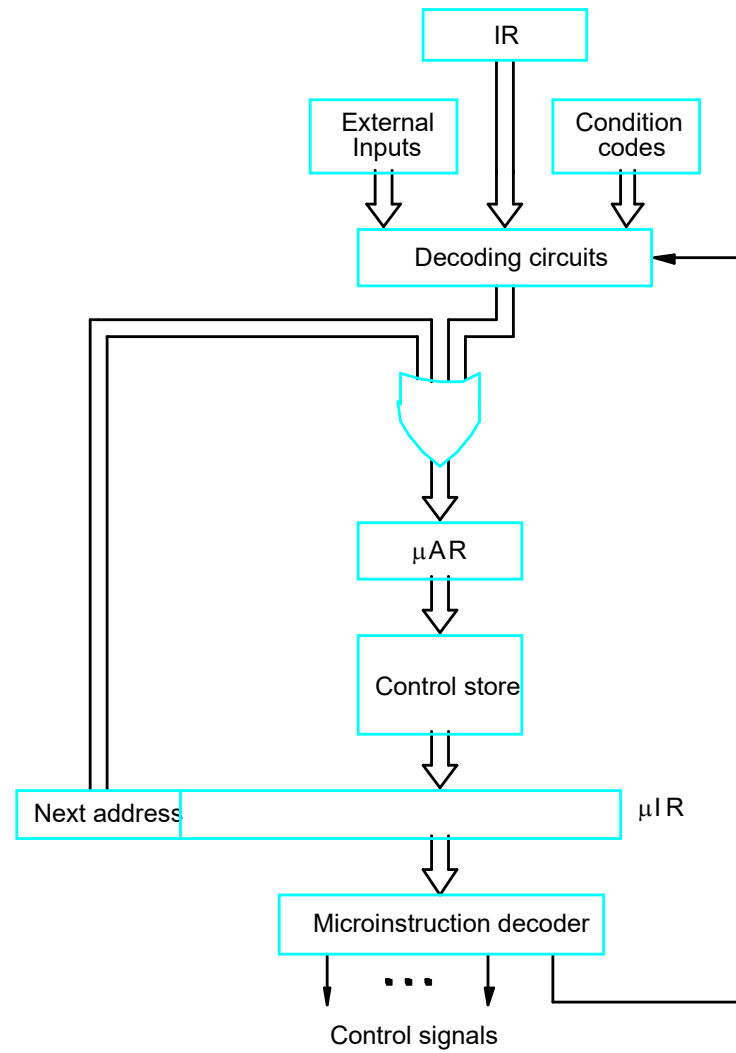 IR
External
Inputs
Condition
codes
Decoding circuits
μAR
Control store
Next address
μIR
Microinstruction decoder
...
Control signals